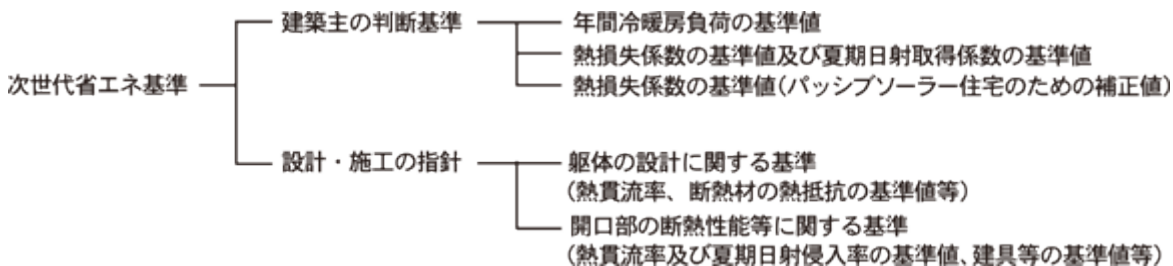 建築主の判断基準
年間冷暖房負荷の基準値
熱損失係数の基準値及び夏期日射取得係数の基準値
次世代省エネ基準
熱損失係数の基準値(パッシブソーラー住宅のための補正値)
設計・施工の指針
躯体の設計に関する基準
(熱貫流率、断熱材の熱抵抗の基準値等)
開口部の断熱性能等に関する基準
(熱貫流率及び夏期日射侵入率の基準値、建具等の基準値等)